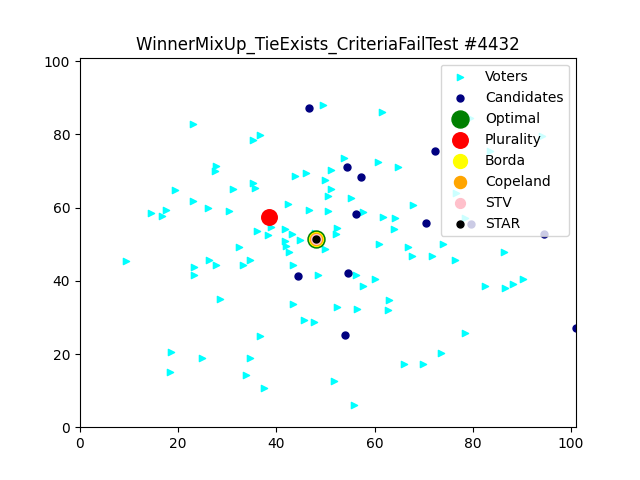 WinnerMixUp_TieExists_CriteriaFailTest #4432
100
80
60
40
20
0
0
20
40
60
80
100
Voters
Candidates
Optimal
Plurality
Borda
Copeland
STV
STAR